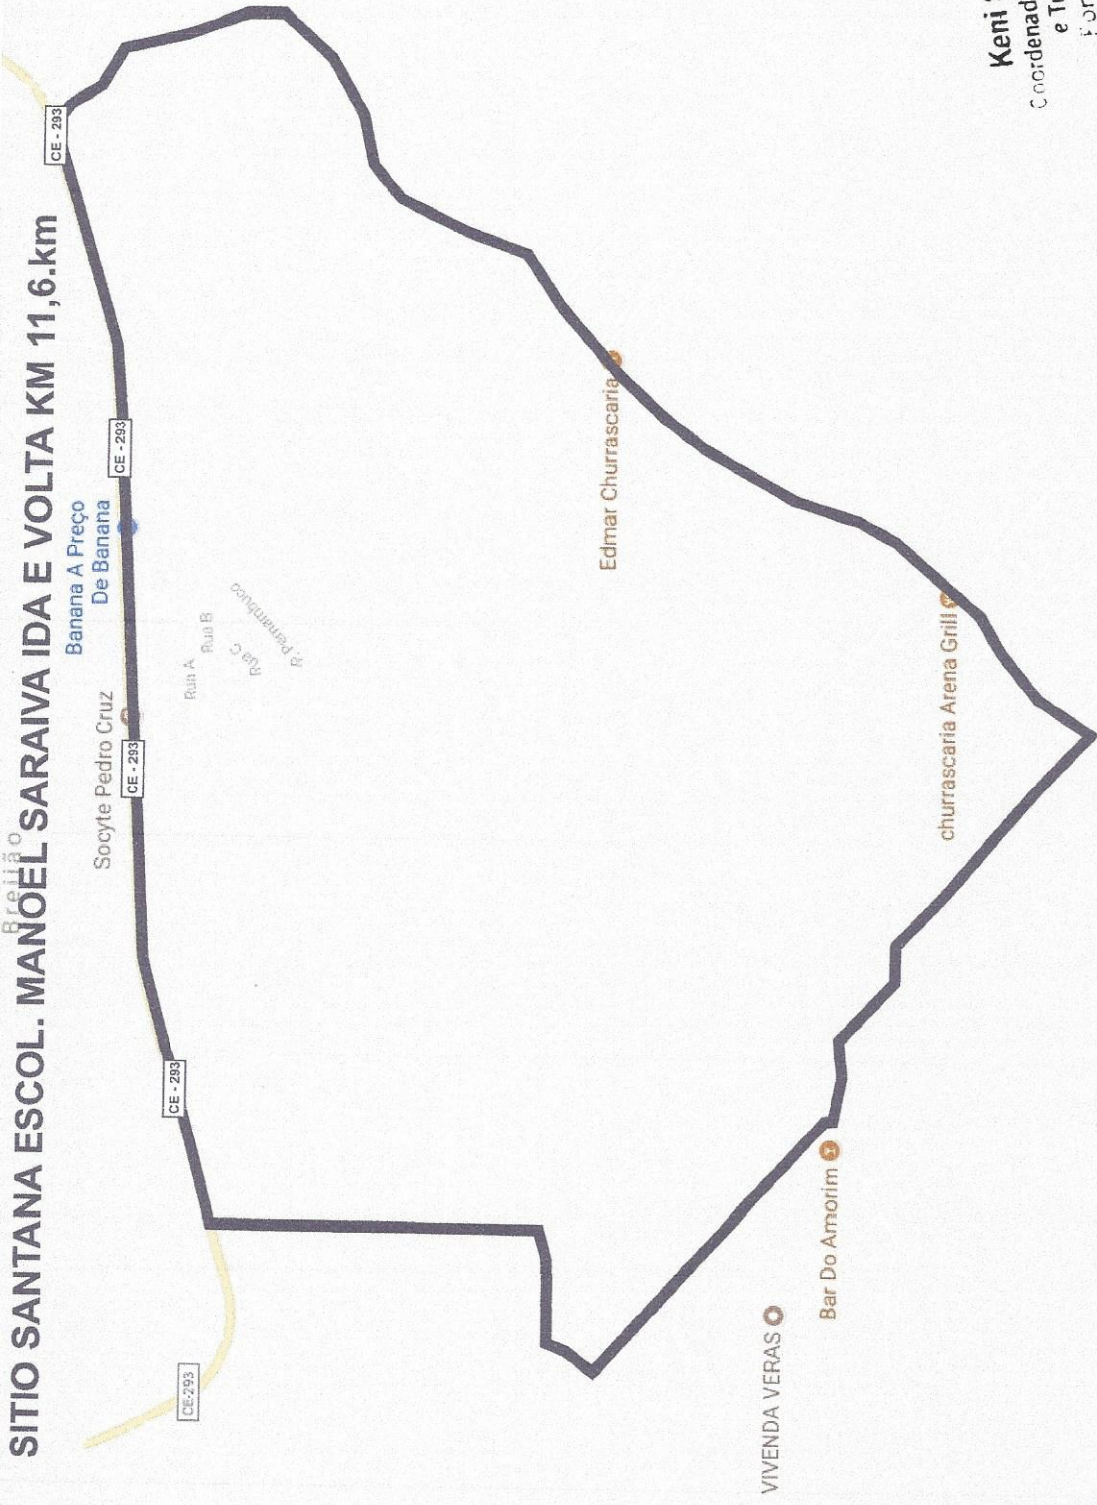 Breijão
SITIO SANTANA ESCOL. MANOEL SARAIVA IDA E VOLTA KM 11,6.km
CE - 293
Banana A Preço
De Banana
CE - 293
Socyte Pedro Cruz
CE - 293
CE - 293
CE-293
Rua A
Rua B
Rua C
R. Pernambuco
Edmar Churrascaria
churrascaria Arena Grill
Bar Do Amorim
VIVENDA VERAS
Keni
Coordenad
e Tr